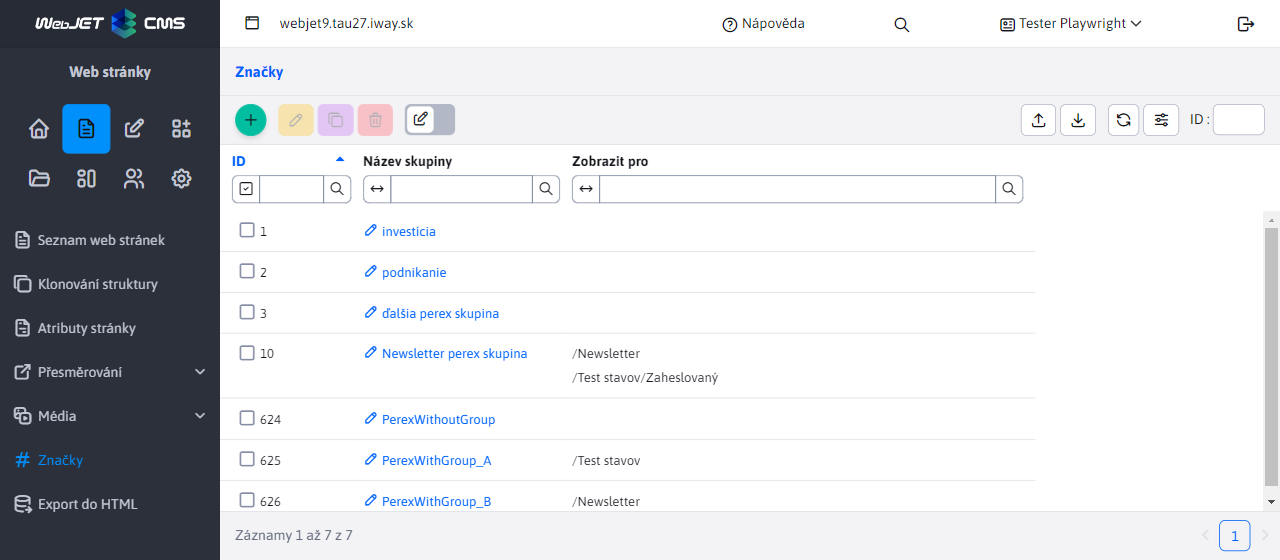 WebJET CMS
webjet9.tau27.iway.sk
Nápověda
Tester Playwright
Web stránky
Značky
ID :
ID
Název skupiny
Zobrazit pro
Seznam web stránek
Klonování struktury
Atributy stránky
Přesměrování
Média
Značky
Export do HTML
1 investícia
2 podnikanie
3 ďalšia perex skupina
10 Newsletter perex skupina /Newsletter
/Test stavov/Zaheslovaný
624 PerexWithoutGroup
625 PerexWithGroup_A /Test stavov
626 PerexWithGroup_B /Newsletter
Záznamy 1 až 7 z 7
1